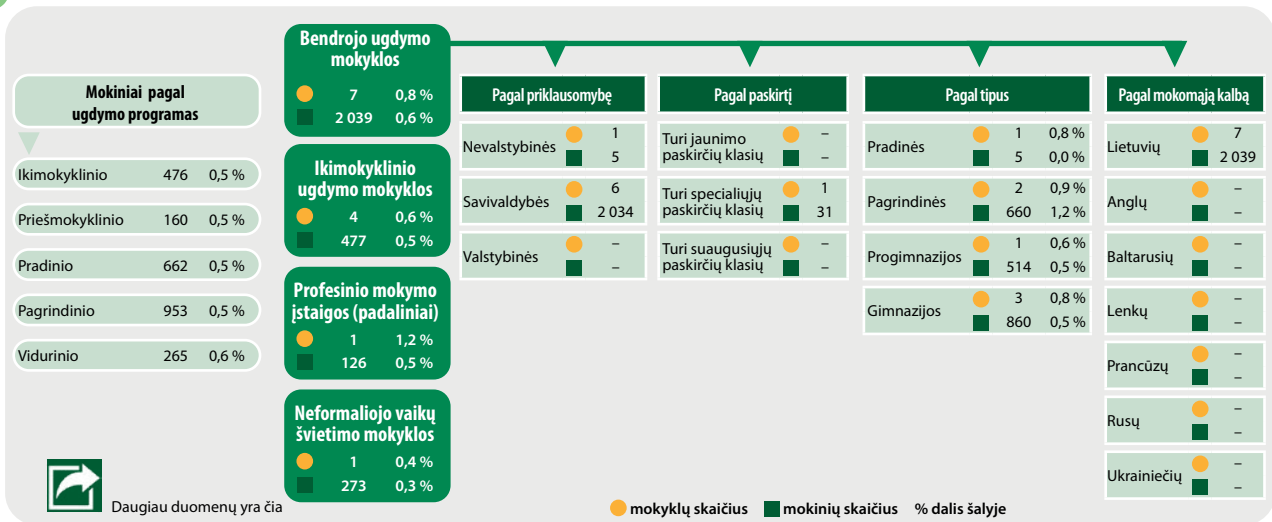 Mokiniai pagal
ugdymo programas
Ikimokyklinio 476 0,5 %
Priešmokyklinio 160 0,5 %
Pradinio 662 0,5 %
Pagrindinio 953 0,5 %
Vidurinio 265 0,6 %
Bendrojo ugdymo
mokyklos
7 0,8 %
2 039 0,6 %
Ikimokyklinio
ugdymo mokyklos
4 0,6 %
477 0,5 %
Profesinio mokymo
įstaigos (padaliniai)
1 1,2 %
126 0,5 %
Neformaliojo vaikų
švietimo mokyklos
1 0,4 %
273 0,3 %
Pagal priklausomybę
Nevalstybinės
1
5
Savivaldybės
6
2 034
Valstybinės
–
–
Pagal paskirtį
Turi jaunimo
paskirčių klasių
–
–
Turi specialiųjų
paskirčių klasių
1
31
Turi suaugusiųjų
paskirčių klasių
–
–
Pagal tipus
Pradinės
1 0,8 %
5 0,0 %
Pagrindinės
2 0,9 %
660 1,2 %
Progimnazijos
1 0,6 %
514 0,5 %
Gimnazijos
3 0,8 %
860 0,5 %
Pagal mokomąją kalbą
Lietuvių
7
2 039
Anglų
–
–
Baltarusių
–
–
Lenkų
–
–
Prancūzų
–
–
Rusų
–
–
Ukrainiečių
–
–
Daugiau duomenų yra čia
mokyklų skaičius mokinių skaičius % dalis šalyje